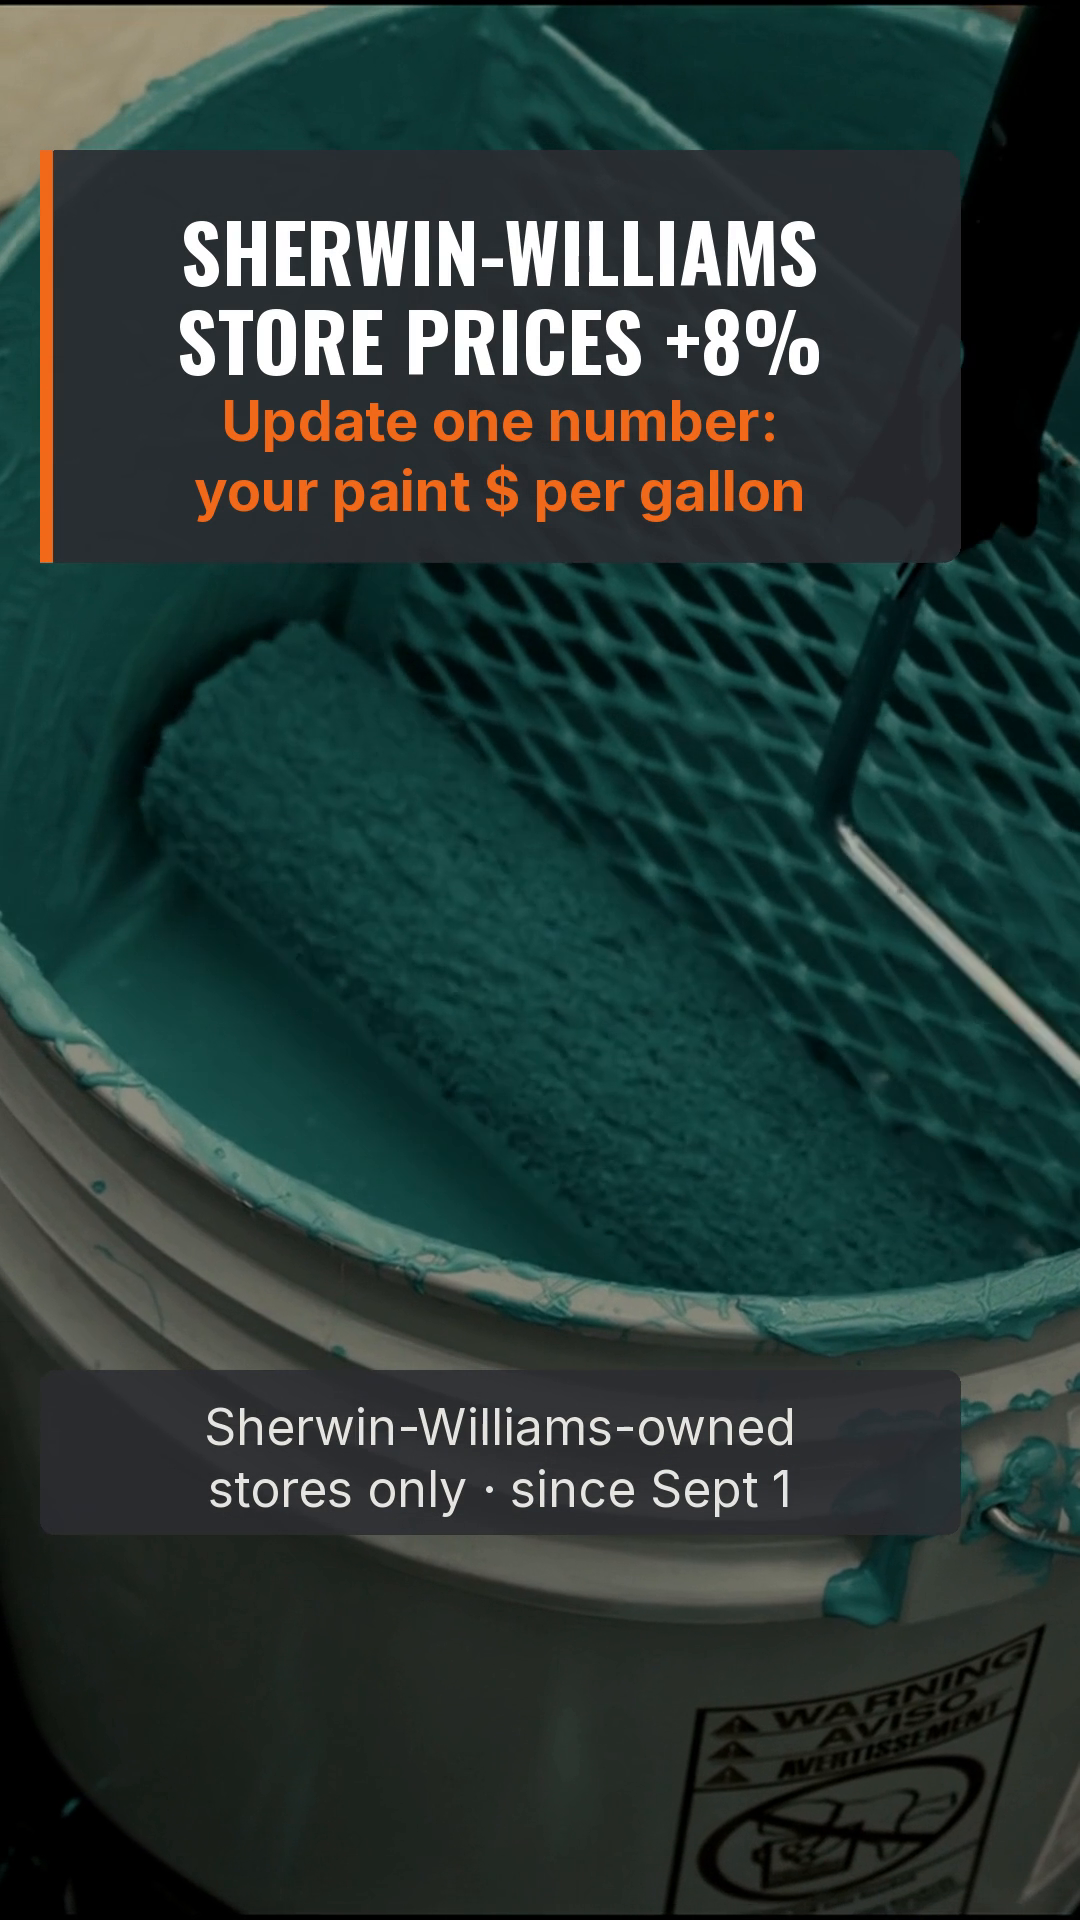 SHERWIN-WILLIAMS
STORE PRICES +8%
Update one number:
your paint $ per gallon
Sherwin-Williams-owned
stores only · since Sept 1
WARNING
AVISO
AVERTISSEMENT